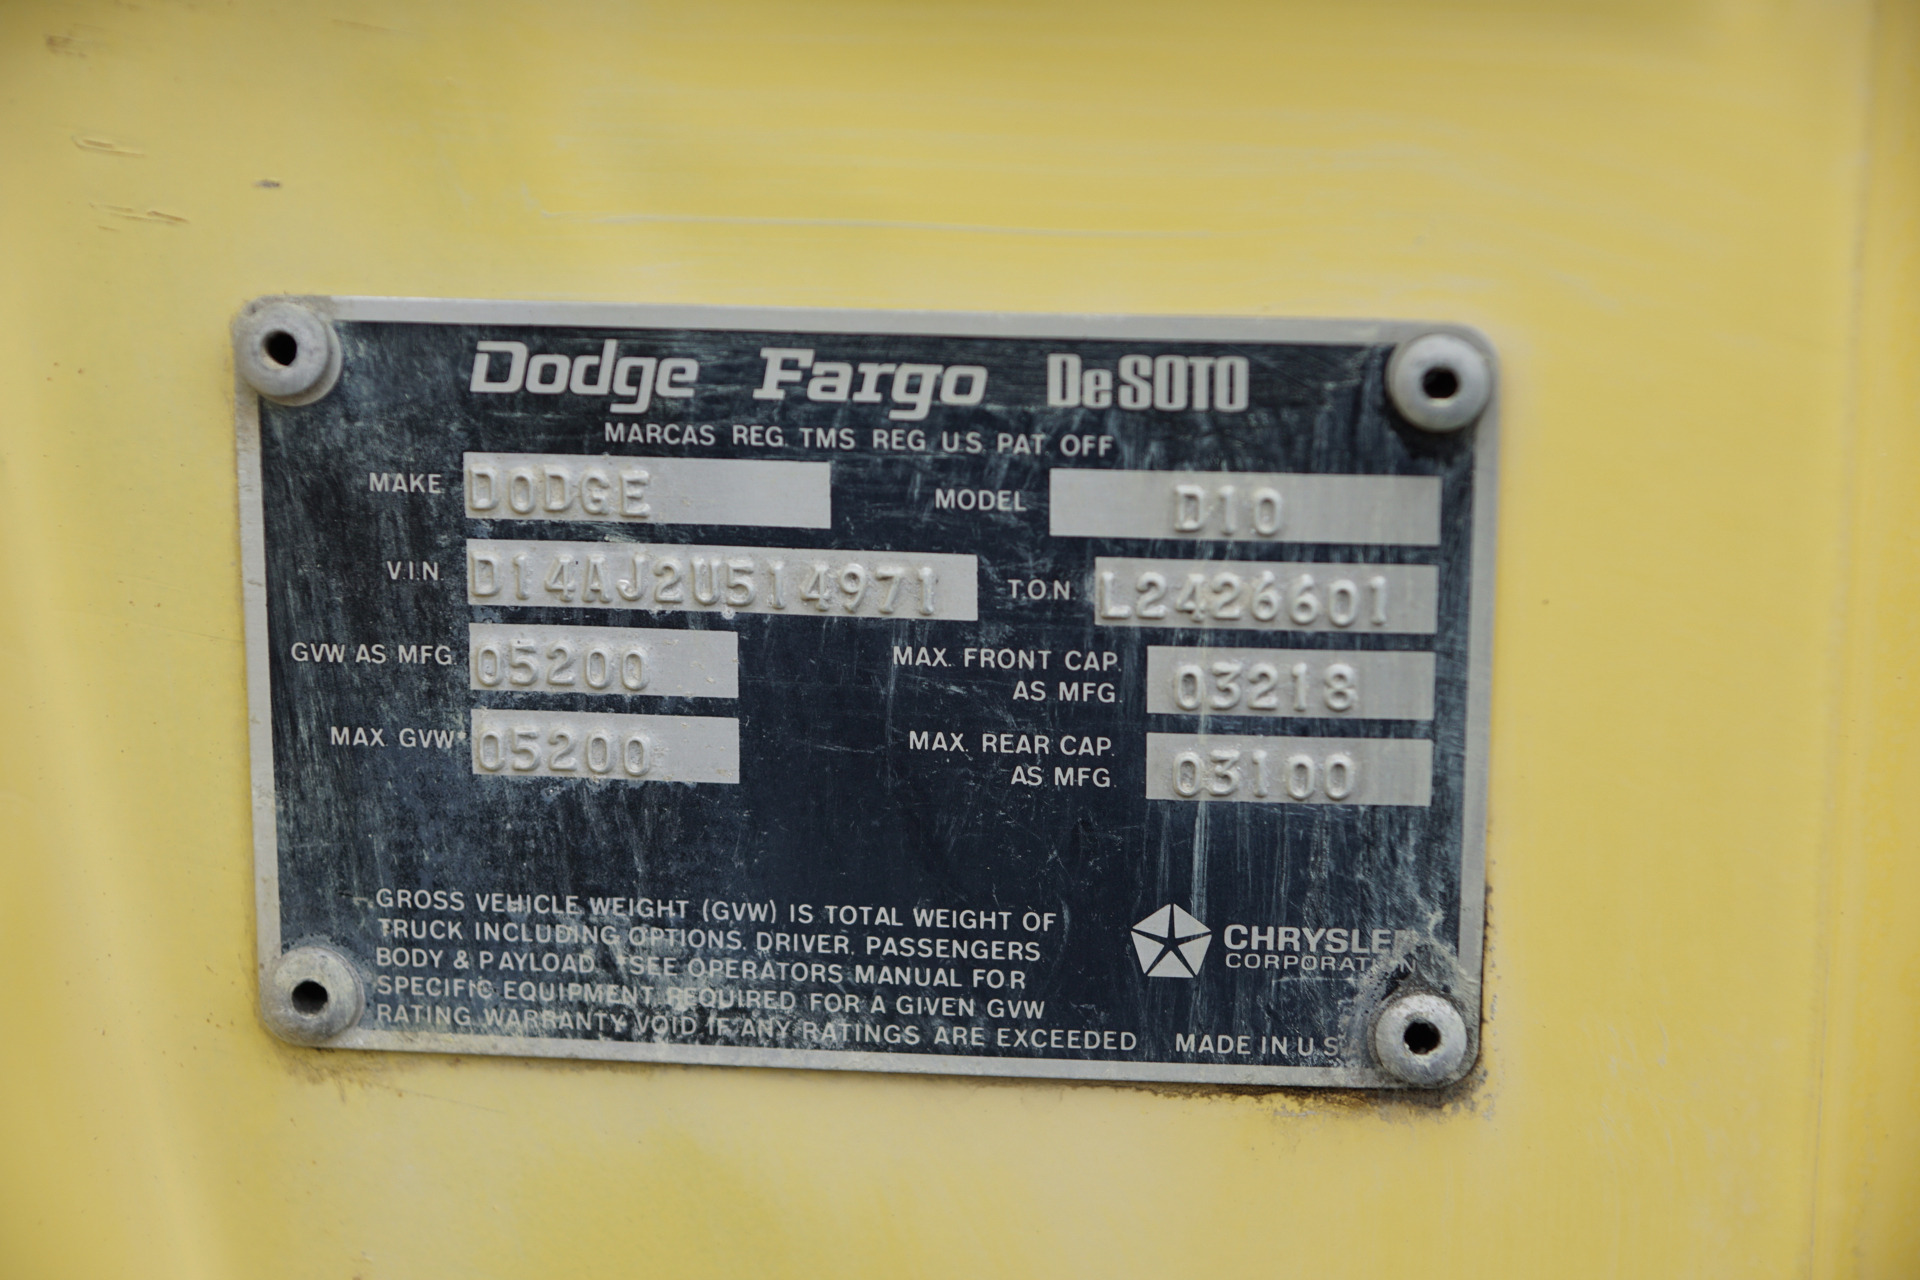 Dodge Fargo DeSOTO
MARCAS REG. TMS REG U.S. PAT. OFF
MAKE DODGE MODEL D10
V.I.N. D14AJ2U514971 T.O.N. L2426601
GVW AS MFG. 05200 MAX. FRONT CAP. AS MFG. 03218
MAX. GVW* 05200 MAX. REAR CAP. AS MFG. 03100
GROSS VEHICLE WEIGHT (GVW) IS TOTAL WEIGHT OF
TRUCK INCLUDING OPTIONS, DRIVER, PASSENGERS
BODY & PAYLOAD. *SEE OPERATORS MANUAL FOR
SPECIFIC EQUIPMENT REQUIRED FOR A GIVEN GVW
RATING WARRANTY VOID IF ANY RATINGS ARE EXCEEDED
CHRYSLER
CORPORATION
MADE IN U.S.